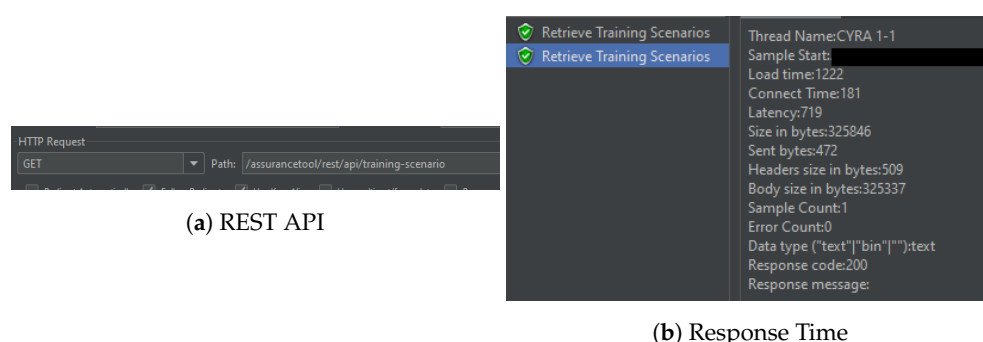 HTTP Request
GET
Path: /assurancetool/rest/api/training-scenario
(a) REST API
Retrieve Training Scenarios
Retrieve Training Scenarios
Thread Name:CYRA 1-1
Sample Start:
Load time:1222
Connect Time:181
Latency:719
Size in bytes:325846
Sent bytes:472
Headers size in bytes:509
Body size in bytes:325337
Sample Count:1
Error Count:0
Data type ("text"|"bin"|""):text
Response code:200
Response message:
(b) Response Time